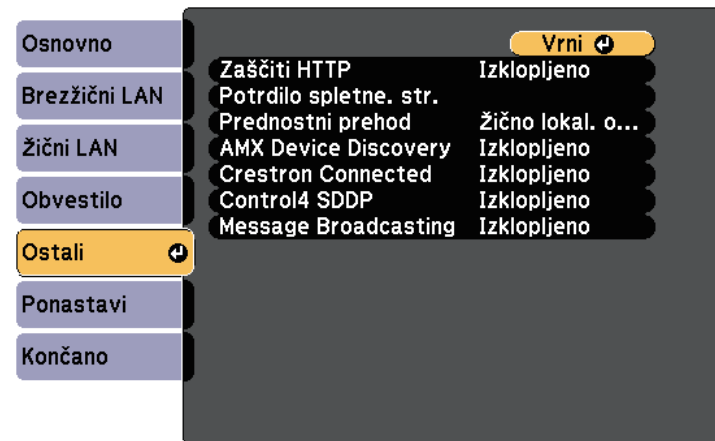 Osnovno
Brezžični LAN
Žični LAN
Obvestilo
Ostali
Ponastavi
Končano
Vrni
Zaščiti HTTP Izklopljeno
Potrdilo spletne. str.
Prednostni prehod Žično lokal. o...
AMX Device Discovery Izklopljeno
Crestron Connected Izklopljeno
Control4 SDDP Izklopljeno
Message Broadcasting Izklopljeno